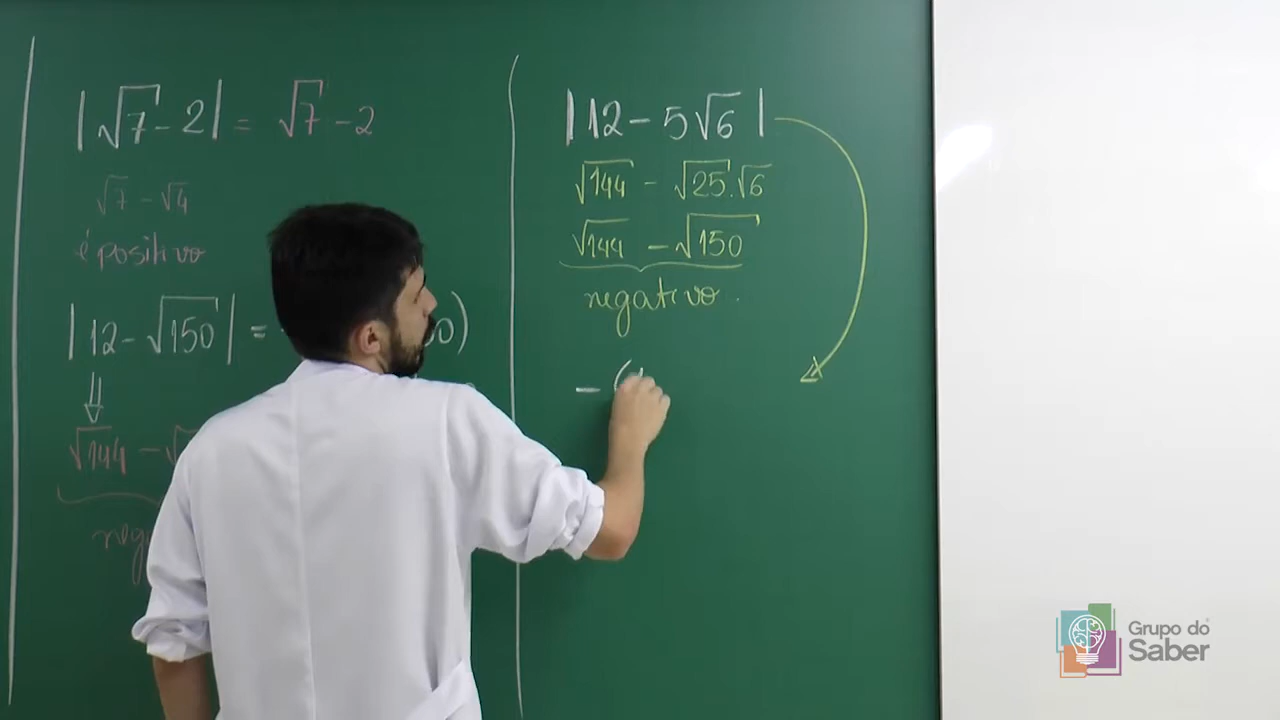 |√7 - 2| = √7 - 2
√7 - √4
é positivo
|12 - √150| =
√144 - √
|12 - 5√6|
√144 - √25.√6
√144 - √150
negativo.
- (
Grupo do
Saber